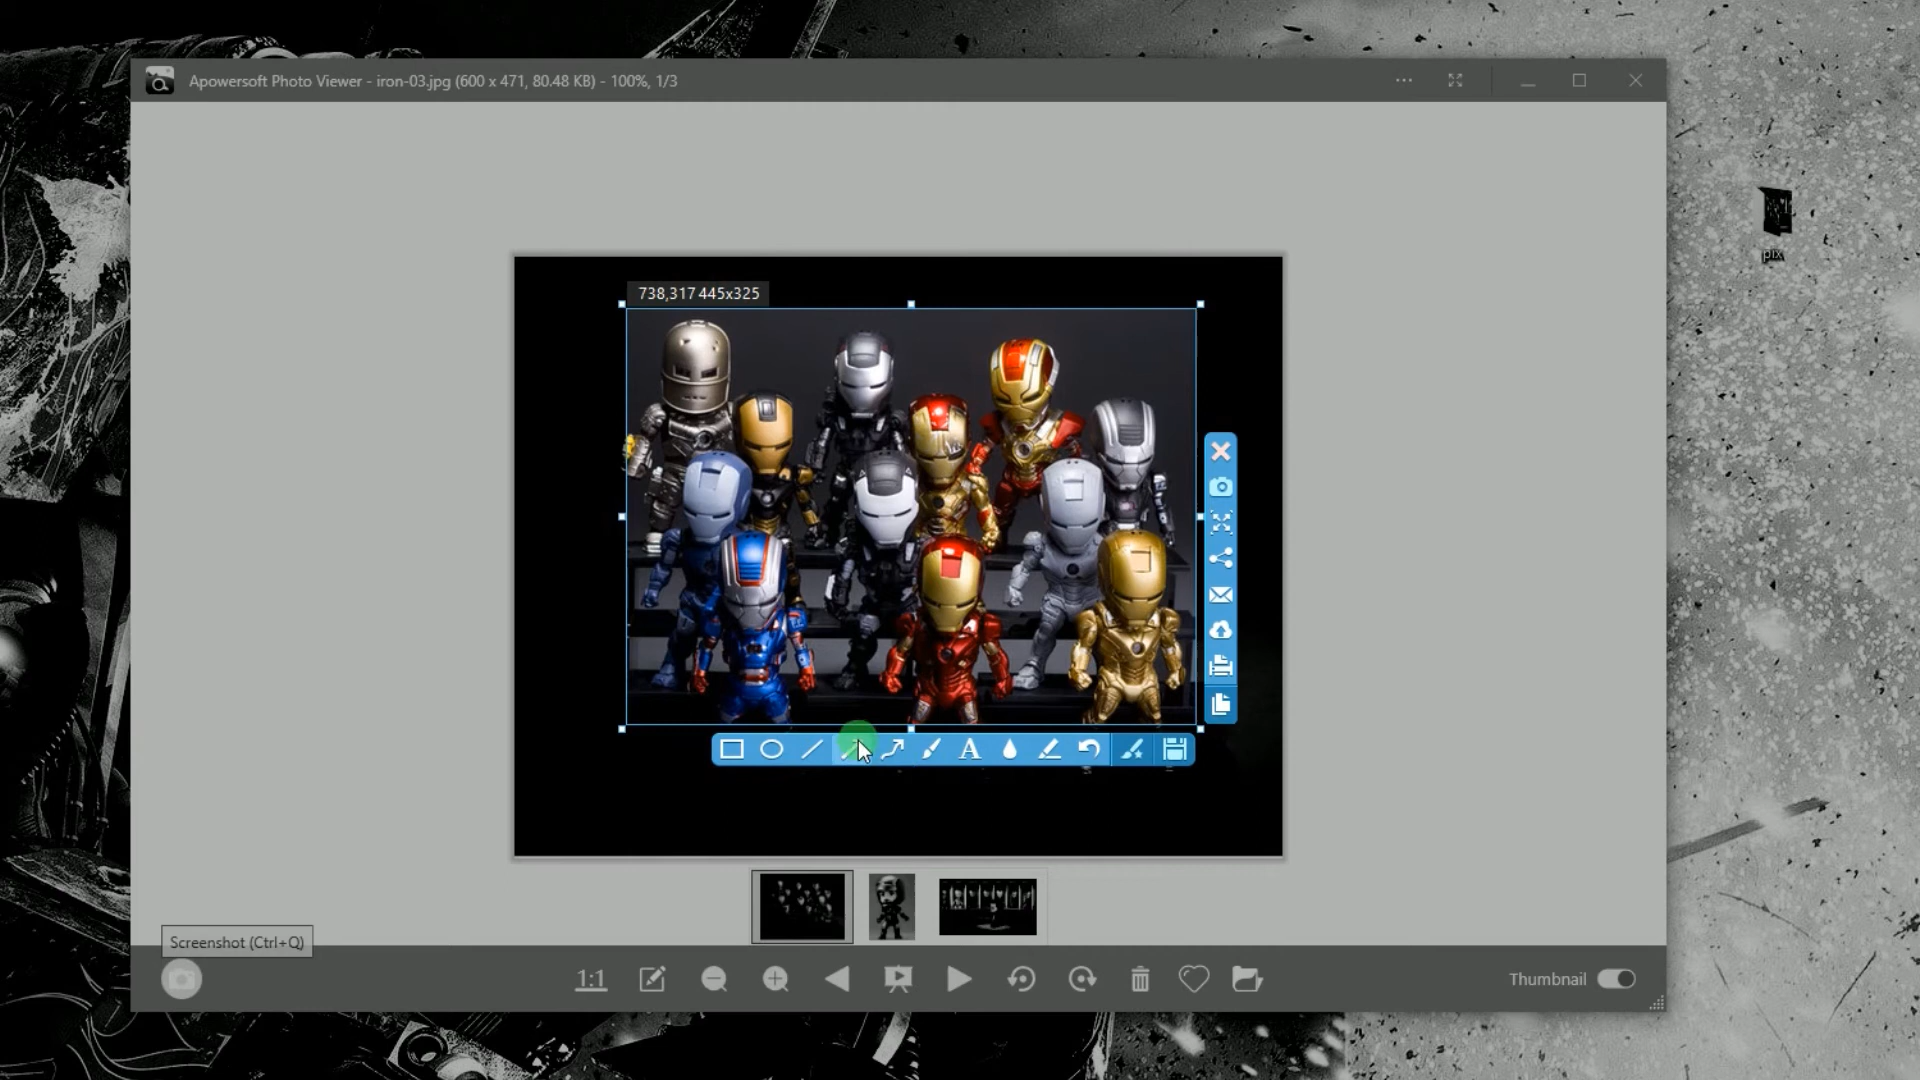 Apowersoft Photo Viewer - iron-03.jpg (600 x 471, 80.48 KB) - 100%, 1/3
pix
738,317 445x325
A
Screenshot (Ctrl+Q)
1:1
Thumbnail